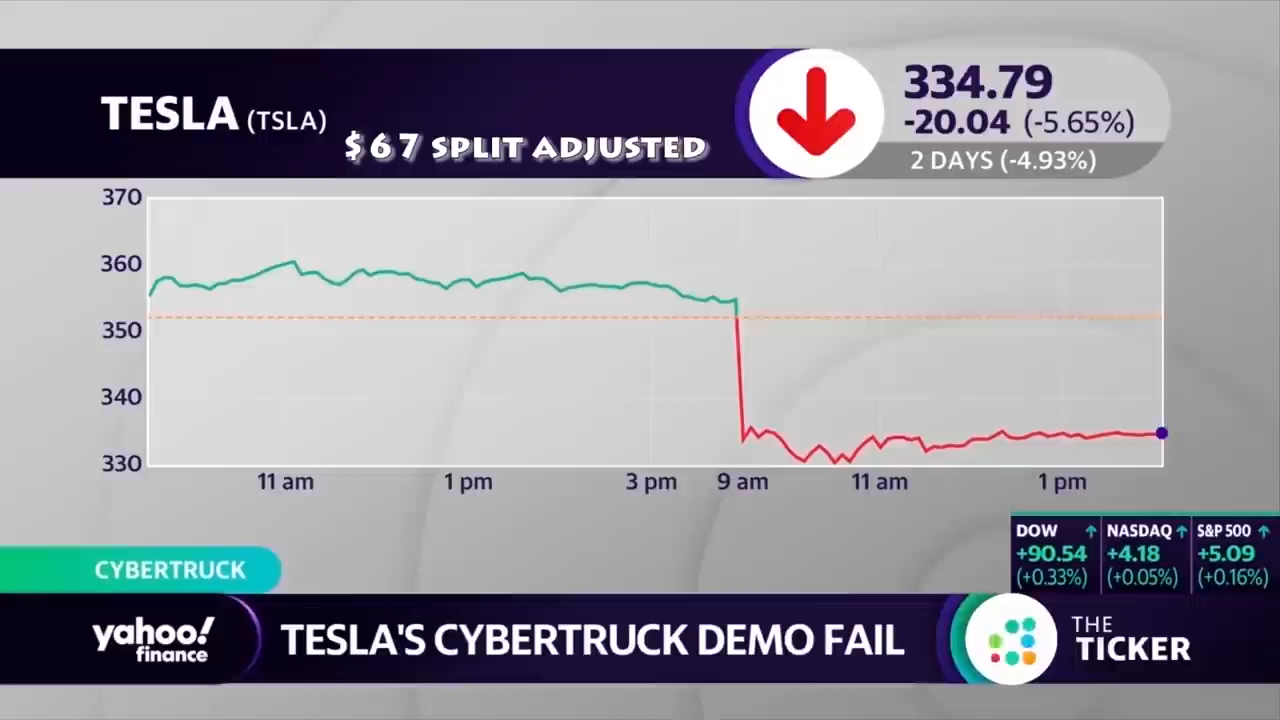 TESLA (TSLA)
$67 SPLIT ADJUSTED
334.79
-20.04 (-5.65%)
2 DAYS (-4.93%)
370
360
350
340
330
11 am
1 pm
3 pm
9 am
11 am
1 pm
DOW
+90.54
(+0.33%)
NASDAQ
+4.18
(+0.05%)
S&P 500
+5.09
(+0.16%)
CYBERTRUCK
yahoo!
finance
TESLA'S CYBERTRUCK DEMO FAIL
THE
TICKER